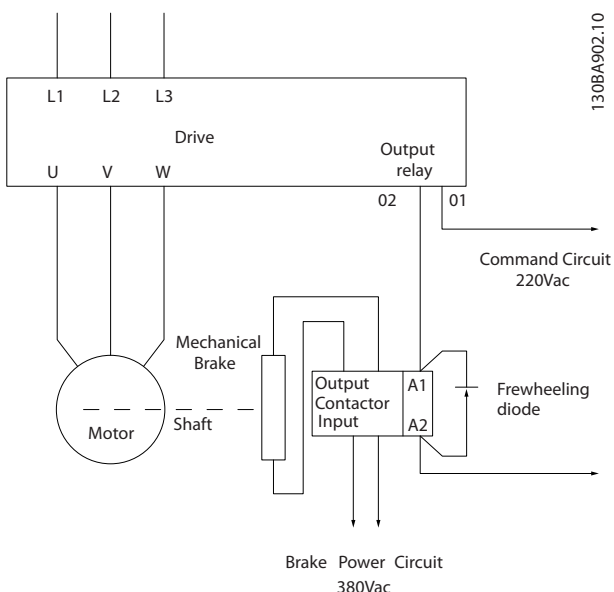 130BA902.10
L1 L2 L3
Drive
Output
relay
U V W
02 01
Command Circuit
220Vac
Mechanical
Brake
Output
Contactor
Input
A1
A2
Frewheeling
diode
Shaft
Motor
Brake Power Circuit
380Vac